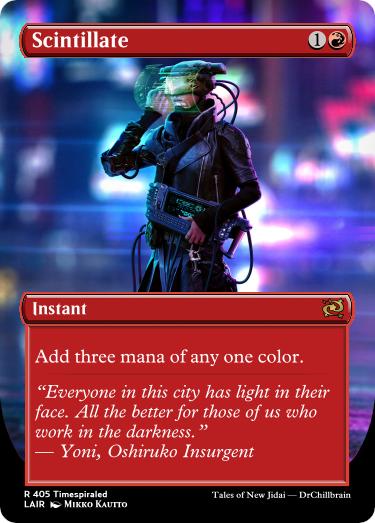 Scintillate 1
Instant
Add three mana of any one color.
“Everyone in this city has light in their
face. All the better for those of us who
work in the darkness.”
— Yoni, Oshiruko Insurgent
R 405 Timespiraled
LAIR Mikko Kautto
Tales of New Jidai — DrChillbrain